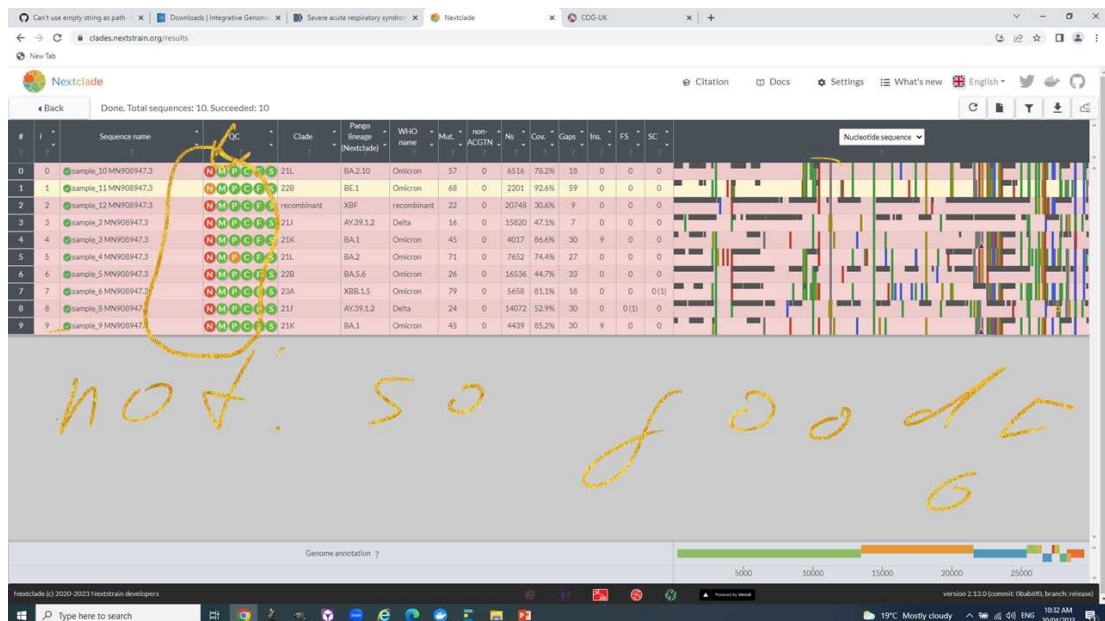 Can't use empty string as path
Downloads | Integrative Genom
Severe acute respiratory syndrom
Nextclade
COG-UK
clades.nextstrain.org/results
New Tab
Nextclade
Citation
Docs
Settings
What's new
English
Back
Done. Total sequences: 10. Succeeded: 10
# i Sequence name QC Clade Pango lineage (Nextclade) WHO name Mut. non-ACGTN Ns Cov. Gaps Ins. FS SC Nucleotide sequence
0 0 sample_10 MN908947.3 N M P C F S 21L BA.2.10 Omicron 57 0 6516 78.2% 18 0 0 0
1 1 sample_11 MN908947.3 N M P C F S 22B BE.1 Omicron 68 0 2201 92.6% 59 0 0 0
2 2 sample_12 MN908947.3 N M P C F S recombinant XBF recombinant 22 0 20748 30.6% 9 0 0 0
3 3 sample_2 MN908947.3 N M P C F S 21J AY.39.1.2 Delta 16 0 15820 47.1% 7 0 0 0
4 4 sample_3 MN908947.3 N M P C F S 21K BA.1 Omicron 45 0 4017 86.6% 30 9 0 0
5 5 sample_4 MN908947.3 N M P C F S 21L BA.2 Omicron 71 0 7652 74.4% 27 0 0 0
6 6 sample_5 MN908947.3 N M P C F S 22B BA.5.6 Omicron 26 0 16536 44.7% 33 0 0 0
7 7 sample_6 MN908947.3 N M P C F S 23A XBB.1.5 Omicron 79 0 5658 81.1% 18 0 0 0(1)
8 8 sample_8 MN908947 N M P C F S 21J AY.39.1.2 Delta 24 0 14072 52.9% 30 0 0(1) 0
9 9 sample_9 MN908947 N M P C F S 21K BA.1 Omicron 45 0 4439 85.2% 30 9 0 0
not so good
Genome annotation ?
5000 10000 15000 20000 25000
Nextclade (c) 2020-2023 Nextstrain developers
Powered by Vercel
version 2.13.0 (commit: 0bab6f0, branch: release)
Type here to search
19°C Mostly cloudy
ENG
10:32 AM
20/04/2023